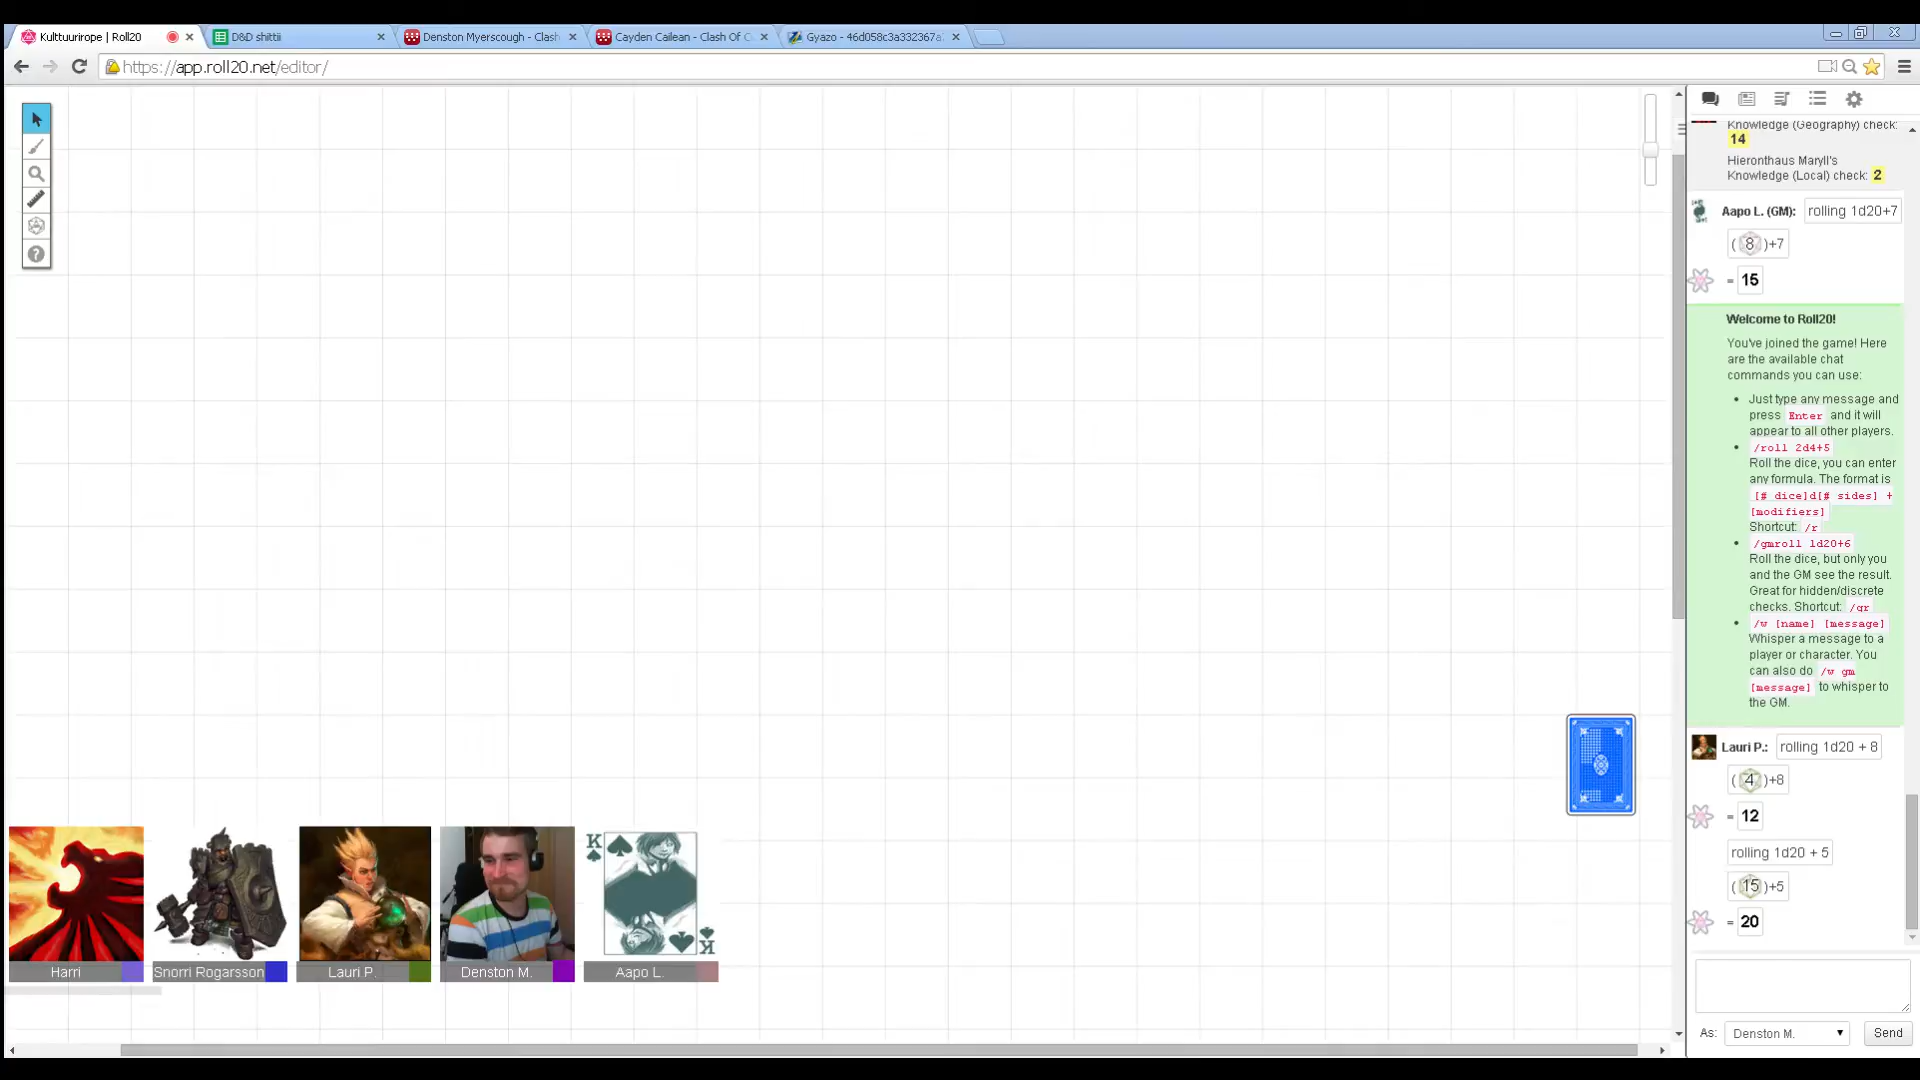 Kulttuurirope | Roll20
D&D shittii
Denston Myerscough - Clash
Cayden Cailean - Clash Of C
Gyazo - 46d058c3a332367a
https://app.roll20.net/editor/
Knowledge (Geography) check:
14
Hieronthaus Maryll's
Knowledge (Local) check: 2
Aapo L. (GM): rolling 1d20+7
(8)+7
= 15
Welcome to Roll20!
You've joined the game! Here
are the available chat
commands you can use:
• Just type any message and
press Enter and it will
appear to all other players.
• /roll 2d4+5
Roll the dice, you can enter
any formula. The format is
[# dice]d[# sides] +
[modifiers]
Shortcut: /r
• /gmroll 1d20+6
Roll the dice, but only you
and the GM see the result.
Great for hidden/discrete
checks. Shortcut: /gr
• /w [name] [message]
Whisper a message to a
player or character. You
can also do /w gm
[message] to whisper to
the GM.
Lauri P.: rolling 1d20 + 8
(4)+8
= 12
rolling 1d20 + 5
(15)+5
= 20
K
K
Harri
Snorri Rogarsson
Lauri P.
Denston M.
Aapo L.
As: Denston M. Send